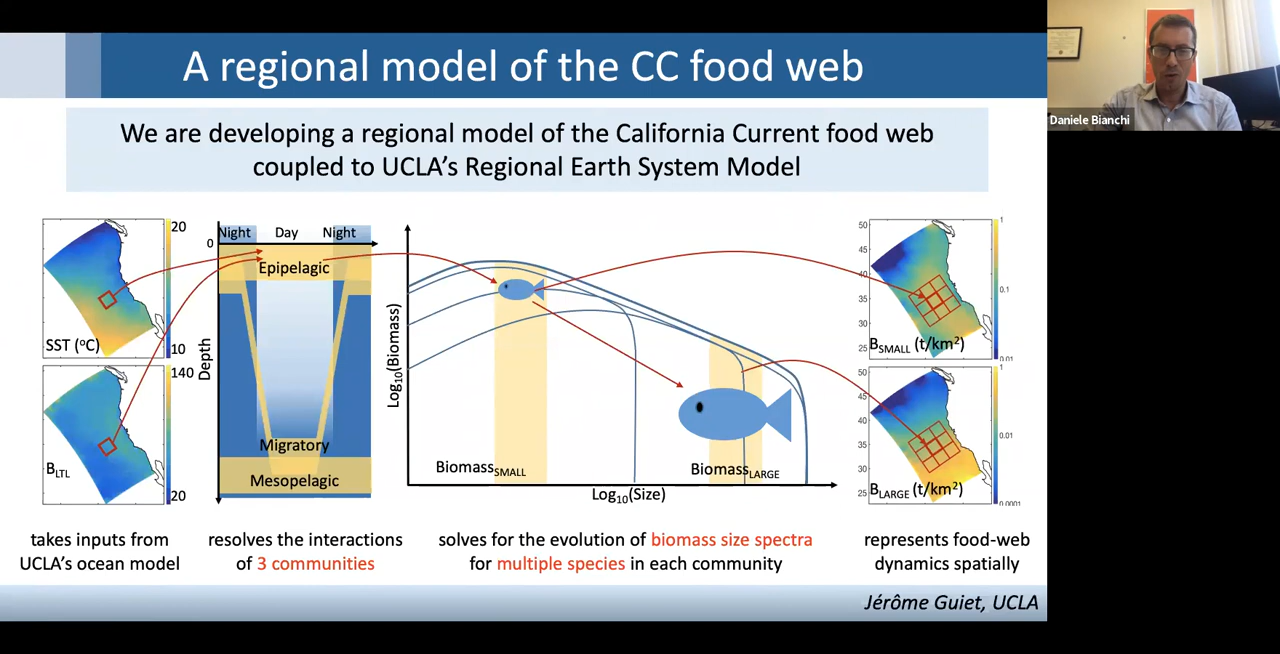 A regional model of the CC food web
Daniele Bianchi
We are developing a regional model of the California Current food web
coupled to UCLA's Regional Earth System Model
20
SST (°C)
10
140
B_LTL
20
Night
Day
Night
0
Epipelagic
Depth
Migratory
Mesopelagic
Log₁₀(Biomass)
Biomass_SMALL
Biomass_LARGE
Log₁₀(Size)
50
45
40
35
30
25
1
0.1
0.01
B_SMALL (t/km²)
50
45
40
35
30
25
1
0.01
0.0001
B_LARGE (t/km²)
takes inputs from
UCLA's ocean model
resolves the interactions
of 3 communities
solves for the evolution of biomass size spectra
for multiple species in each community
represents food-web
dynamics spatially
Jérôme Guiet, UCLA